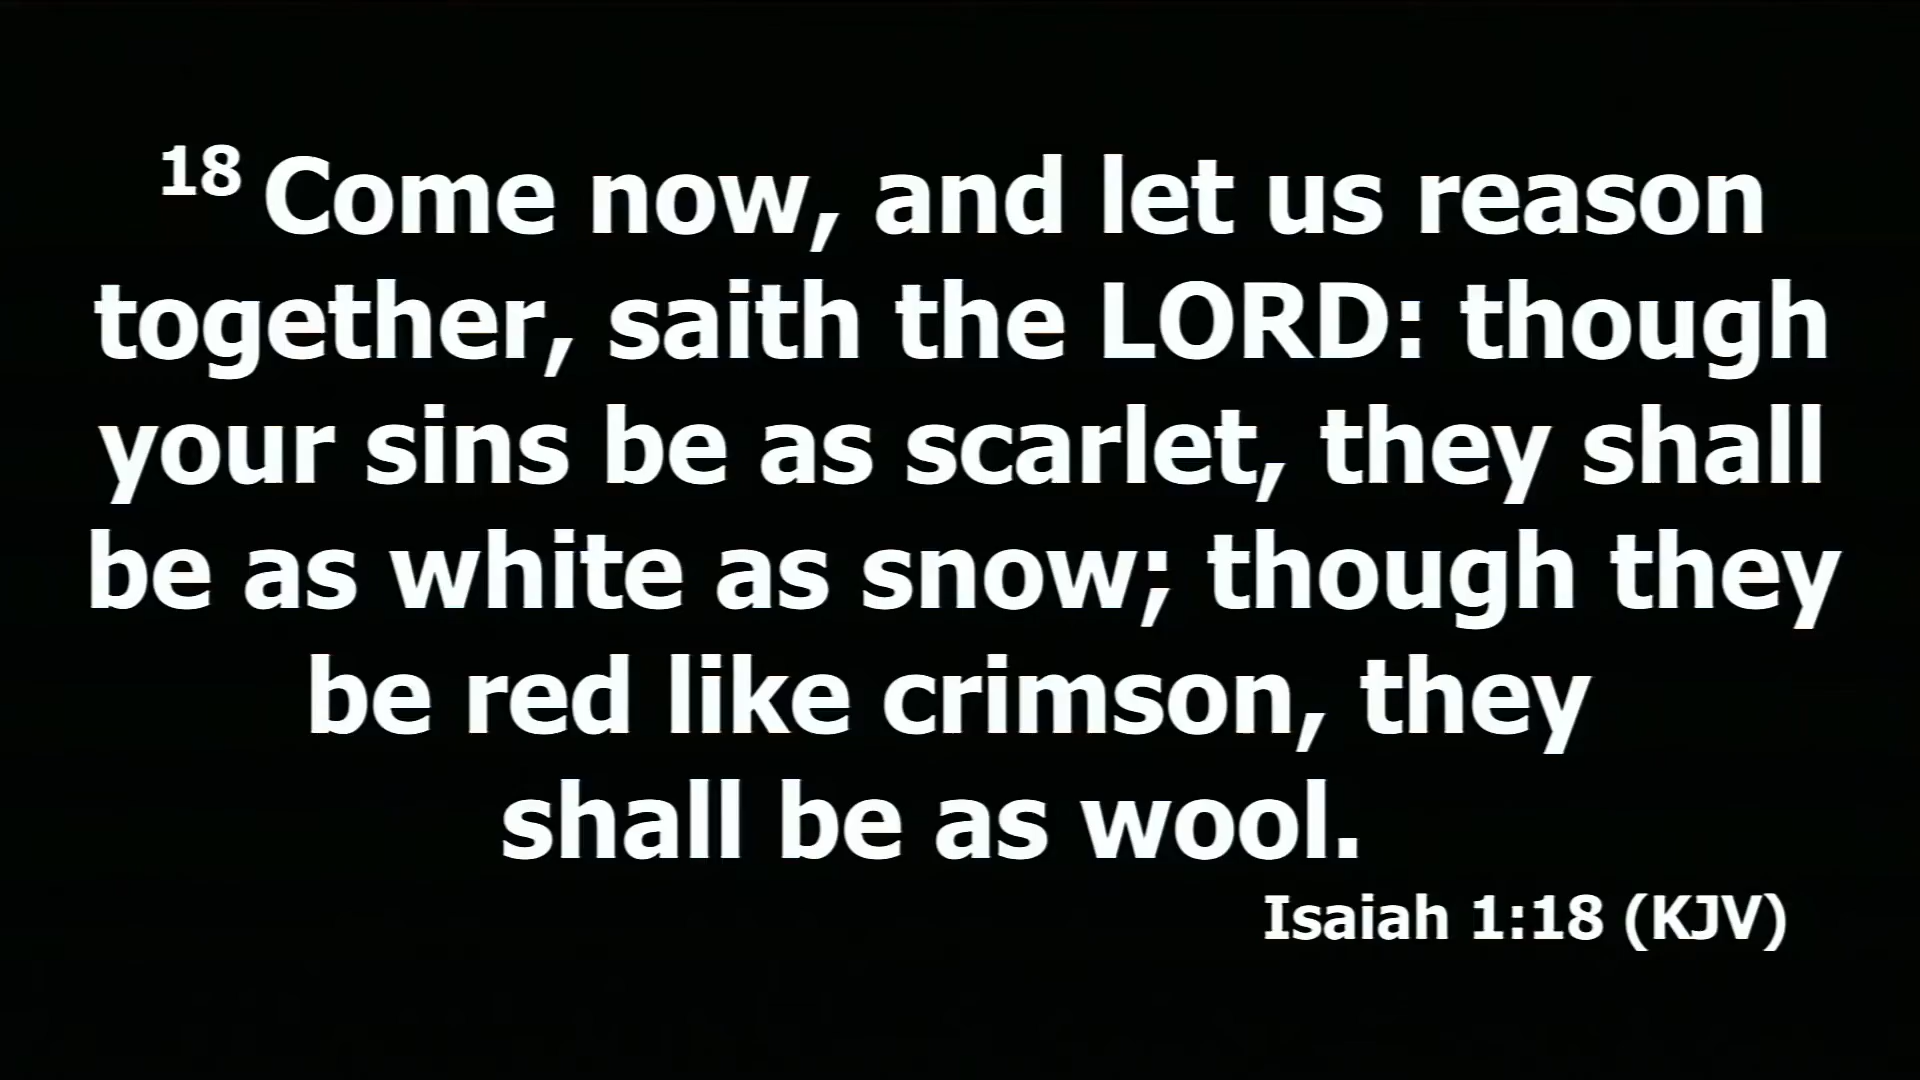 18 Come now, and let us reason
together, saith the LORD: though
your sins be as scarlet, they shall
be as white as snow; though they
be red like crimson, they
shall be as wool.
Isaiah 1:18 (KJV)